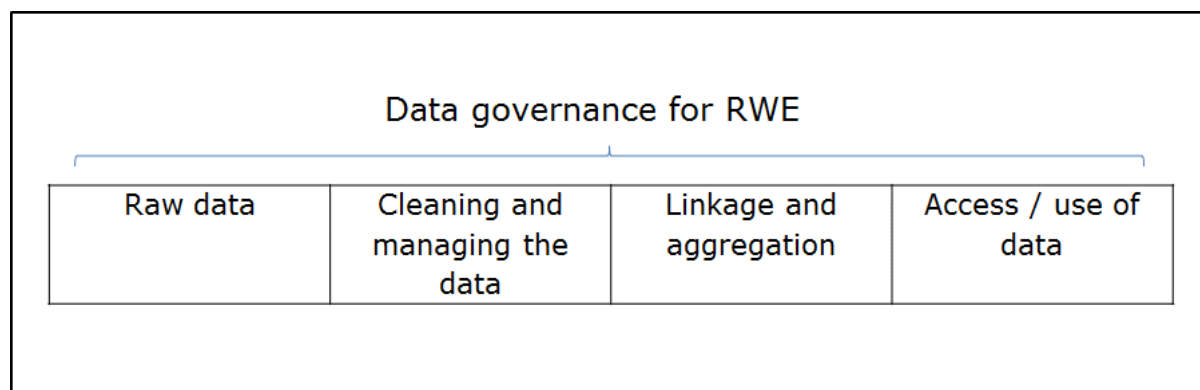 Data governance for RWE
Raw data
Cleaning and
managing the
data
Linkage and
aggregation
Access / use of
data